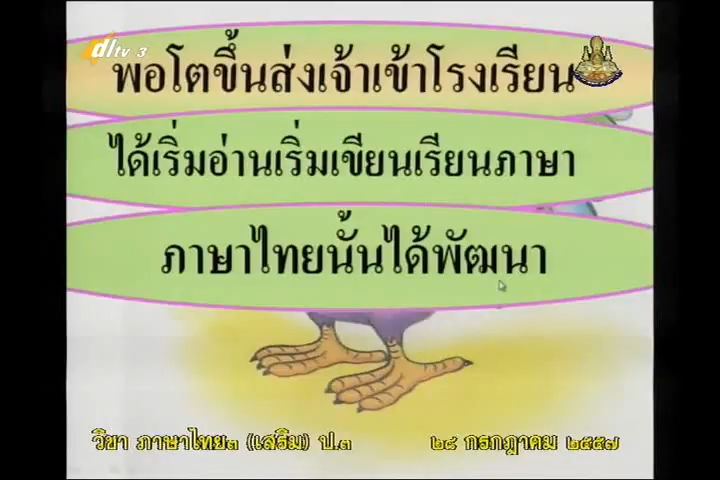 dltv 3
พอโตขึ้นส่งเจ้าเข้าโรงเรียน
ได้เริ่มอ่านเริ่มเขียนเรียนภาษา
ภาษาไทยนั้นได้พัฒนา
วิชา ภาษาไทย๓ (เสริม) ป.๓
๒๔ กรกฎาคม ๒๕๕๗